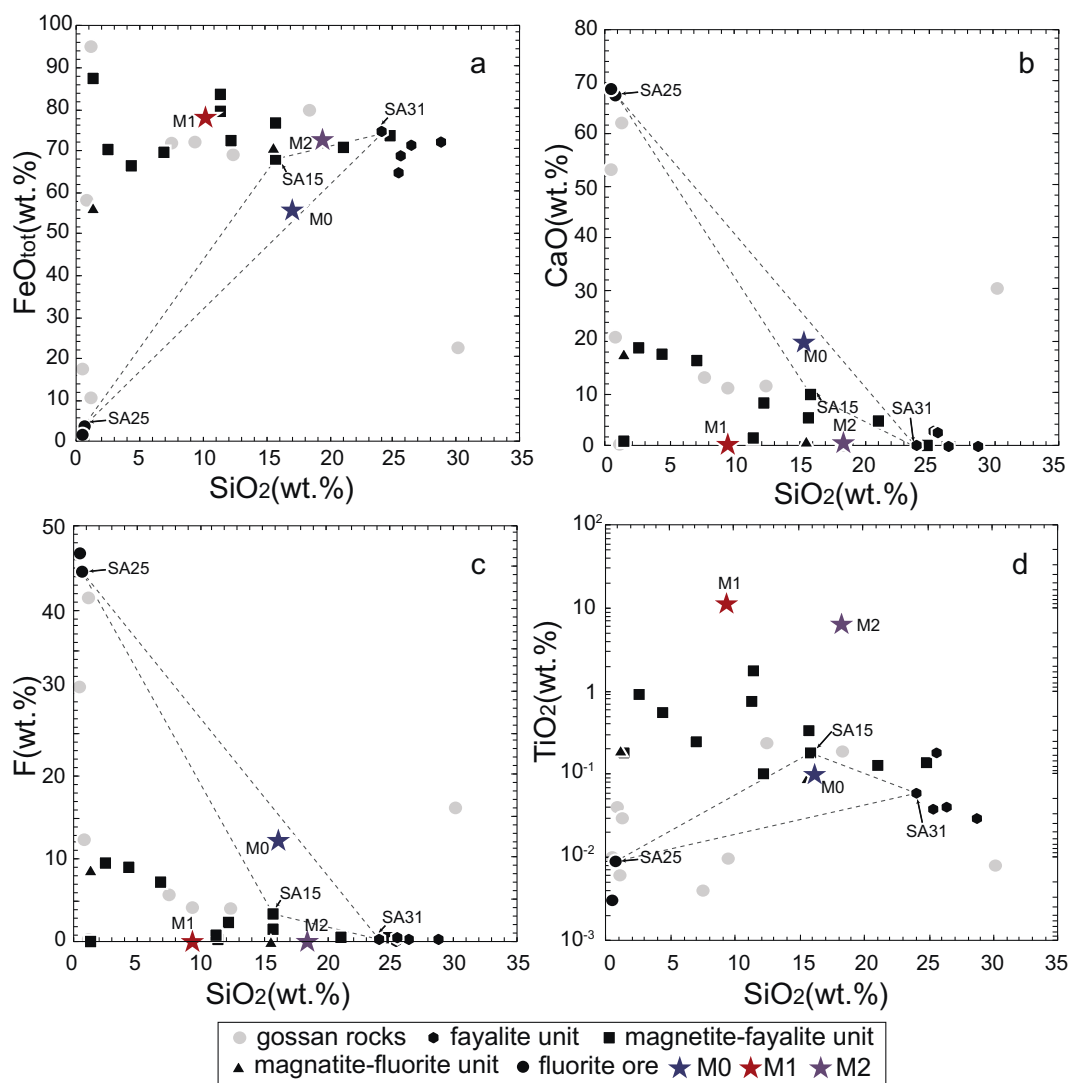 a
100
90
80
70
60
50
40
30
20
10
0
FeOtot(wt.%)
M1
M2
SA31
SA15
M0
SA25
0 5 10 15 20 25 30 35
SiO2(wt.%)
b
80
70
60
50
40
30
20
10
0
CaO(wt.%)
SA25
M0
SA15
SA31
M1
M2
0 5 10 15 20 25 30 35
SiO2(wt.%)
c
50
40
30
20
10
0
F(wt.%)
SA25
M0
SA15
M1
M2
SA31
0 5 10 15 20 25 30 35
SiO2(wt.%)
d
10²
10
1
10⁻¹
10⁻²
10⁻³
TiO2(wt.%)
M1
M2
SA15
M0
SA31
SA25
0 5 10 15 20 25 30 35
SiO2(wt.%)
gossan rocks fayalite unit magnetite-fayalite unit
magnatite-fluorite unit fluorite ore M0 M1 M2